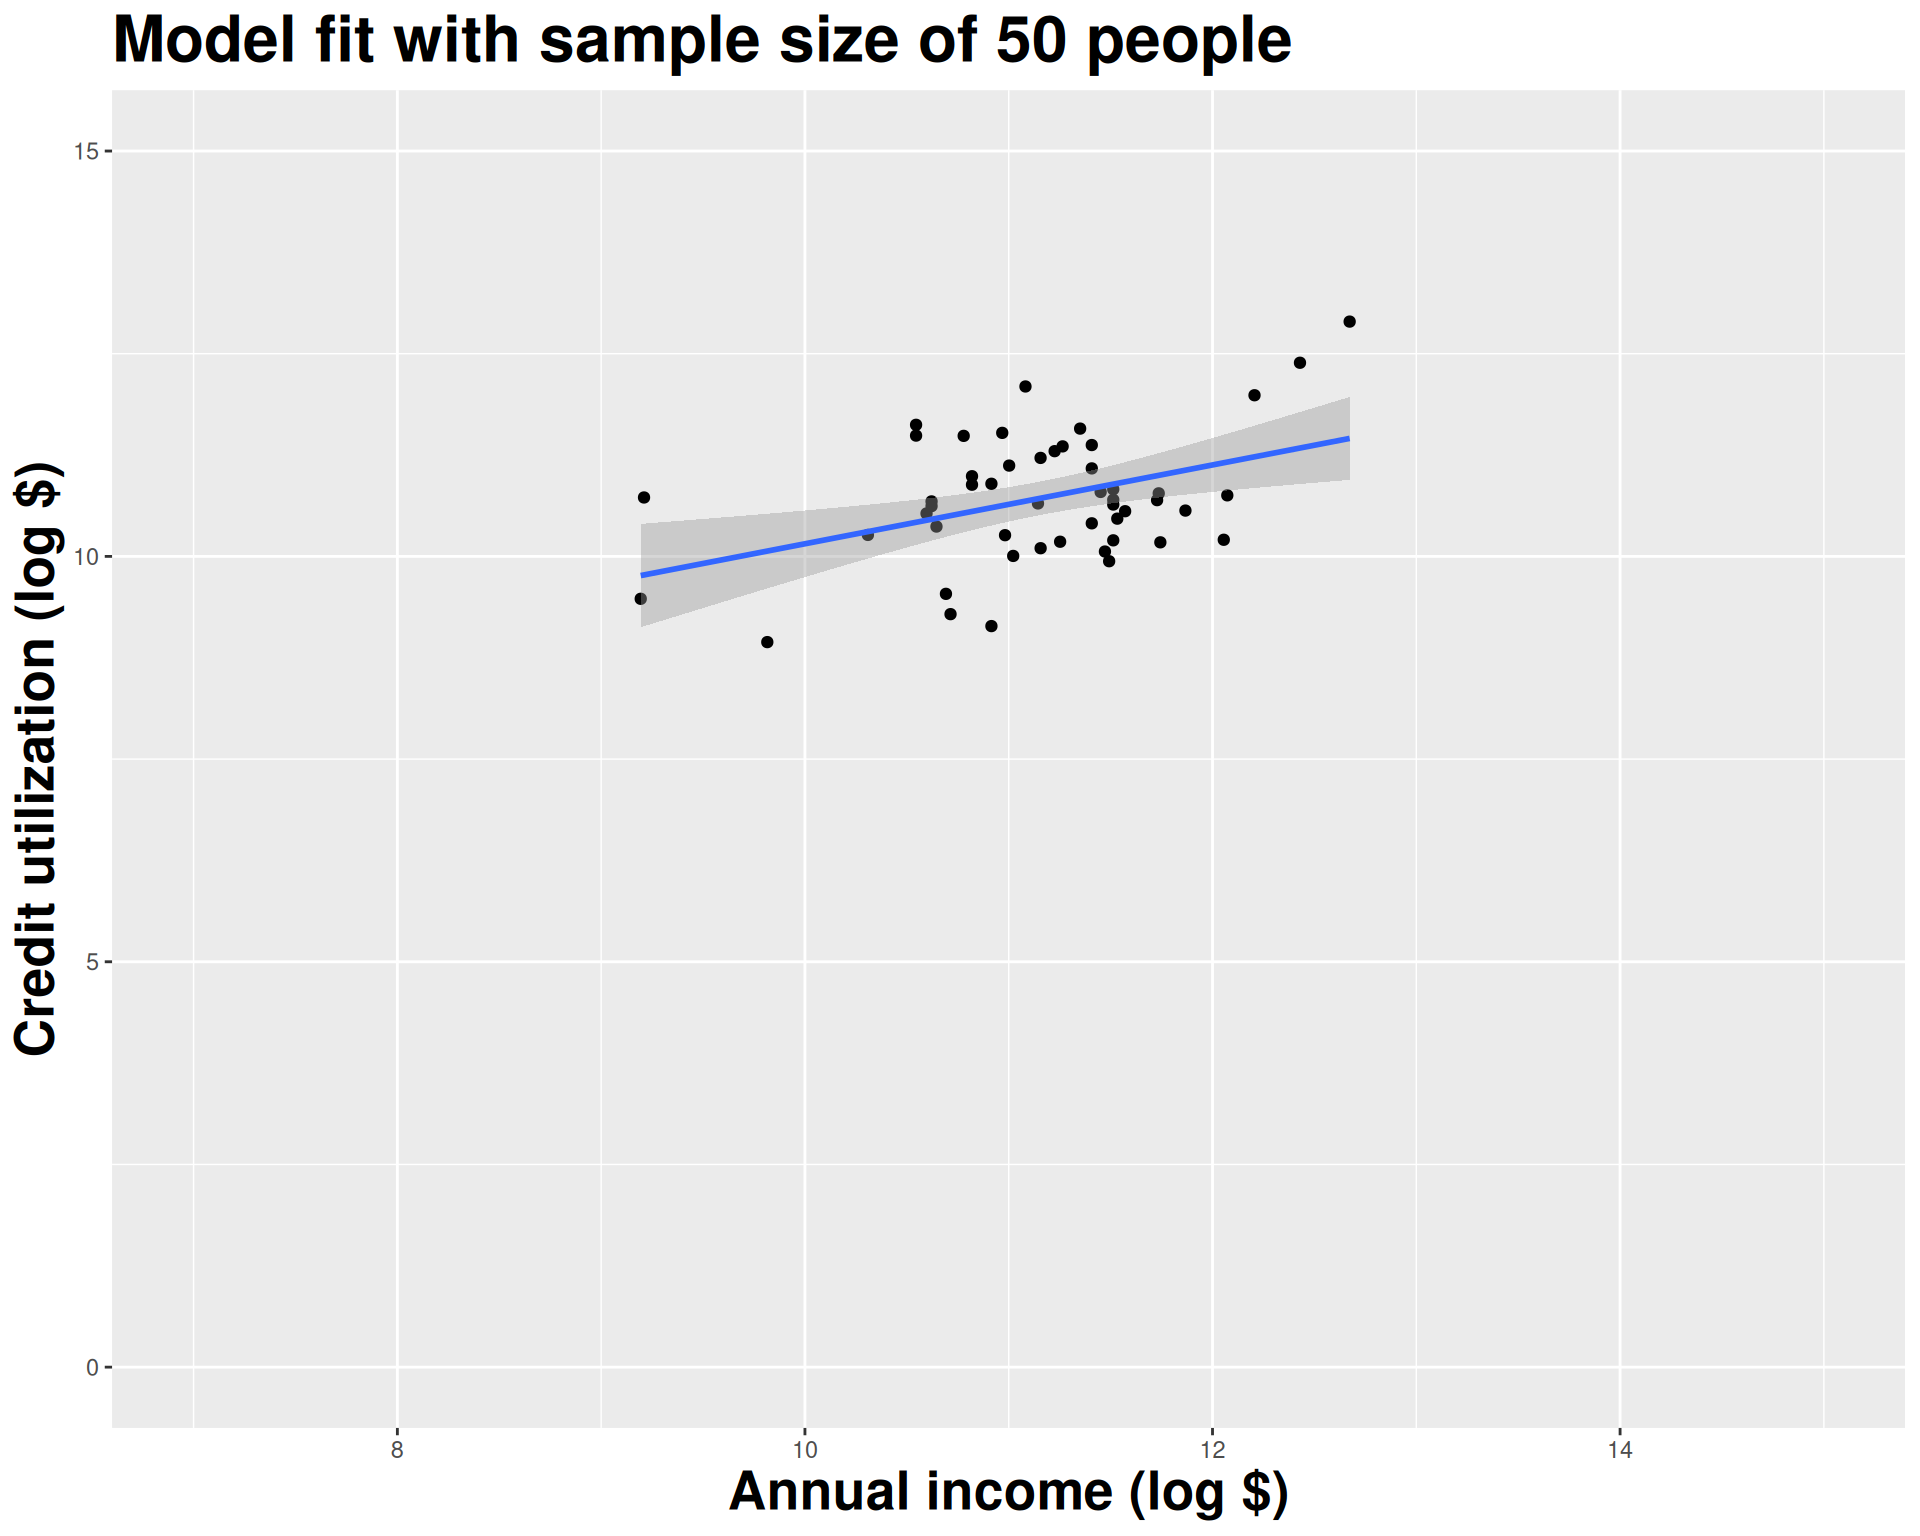 Model fit with sample size of 50 people
15
10
5
0
Credit utilization (log $)
8 10 12 14
Annual income (log $)